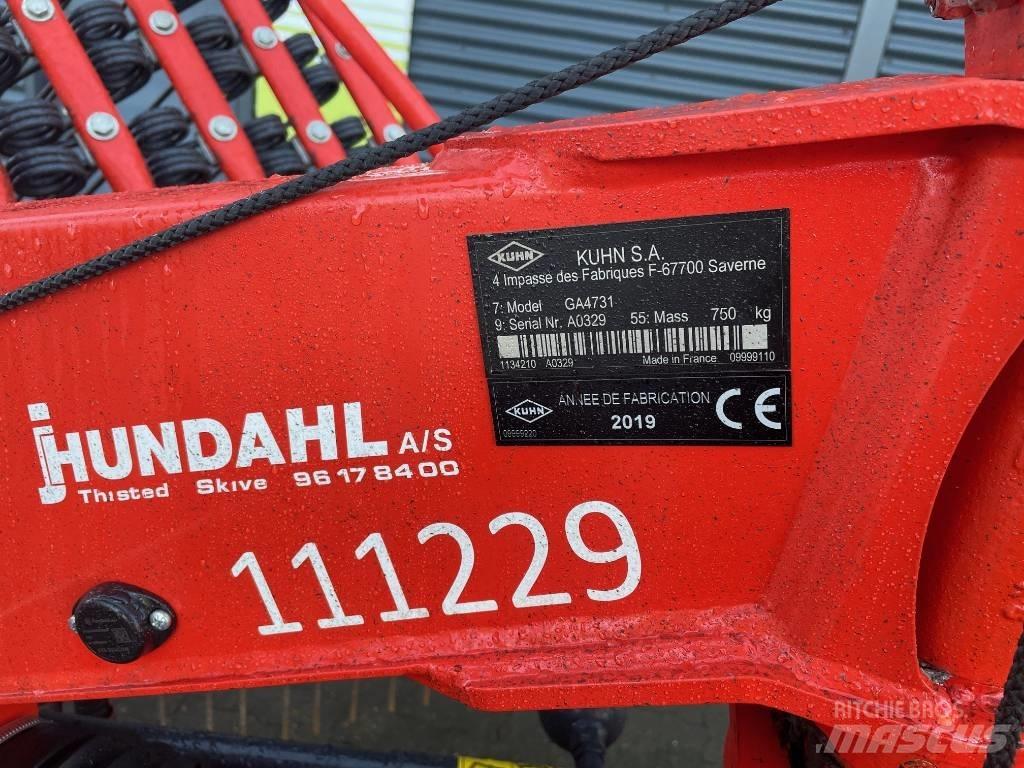 KUHN
KUHN S.A.
4 Impasse des Fabriques F-67700 Saverne
7: Model GA4731
9: Serial Nr. A0329 55: Mass 750 kg
1134210 A0329 Made in France 09999110
KUHN
ANNEE DE FABRICATION
2019
CE
09999220
HUNDAHL A/S
Thisted Skive 96 17 84 00
111229
RITCHIE BROS.
MASCUS